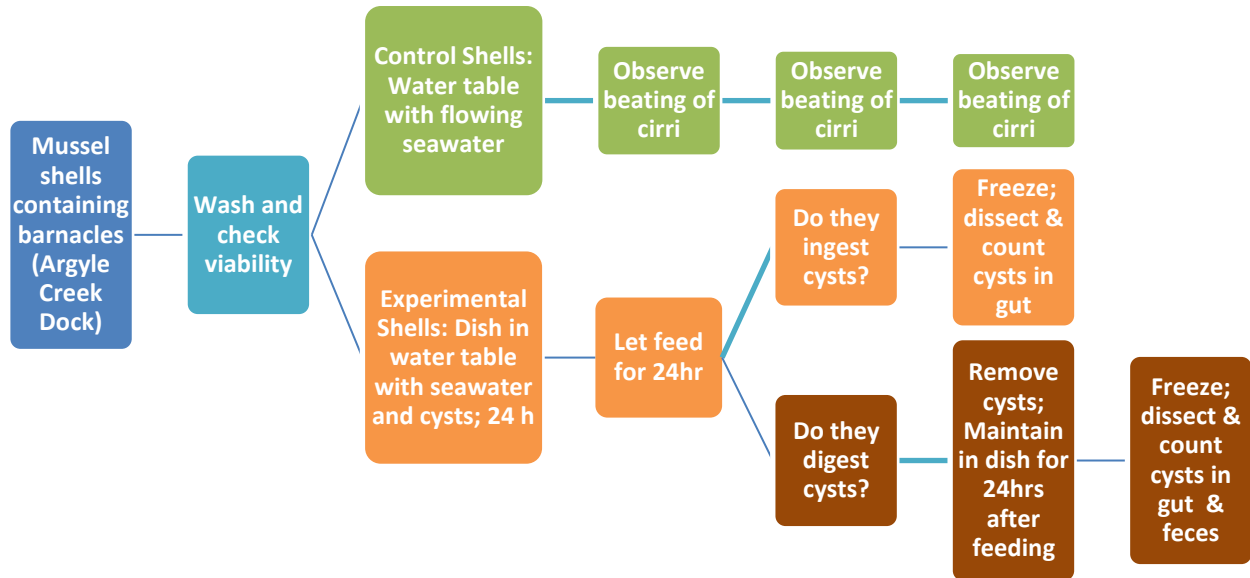 Mussel
shells
containing
barnacles
(Argyle
Creek
Dock)
Wash and
check
viability
Control Shells:
Water table
with flowing
seawater
Observe
beating of
cirri
Observe
beating of
cirri
Observe
beating of
cirri
Experimental
Shells: Dish in
water table
with seawater
and cysts; 24 h
Let feed
for 24hr
Do they
ingest
cysts?
Freeze;
dissect &
count
cysts in
gut
Do they
digest
cysts?
Remove
cysts;
Maintain
in dish for
24hrs
after
feeding
Freeze;
dissect &
count
cysts in
gut & 
feces